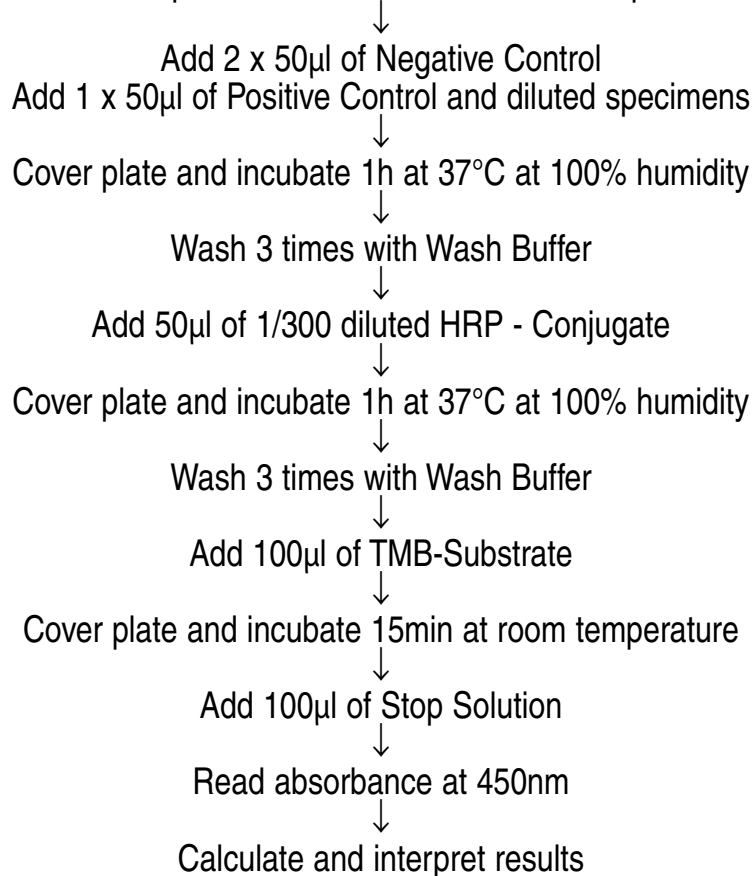 ↓
Add 2 x 50µl of Negative Control
Add 1 x 50µl of Positive Control and diluted specimens
↓
Cover plate and incubate 1h at 37°C at 100% humidity
↓
Wash 3 times with Wash Buffer
↓
Add 50µl of 1/300 diluted HRP - Conjugate
↓
Cover plate and incubate 1h at 37°C at 100% humidity
↓
Wash 3 times with Wash Buffer
↓
Add 100µl of TMB-Substrate
↓
Cover plate and incubate 15min at room temperature
↓
Add 100µl of Stop Solution
↓
Read absorbance at 450nm
↓
Calculate and interpret results